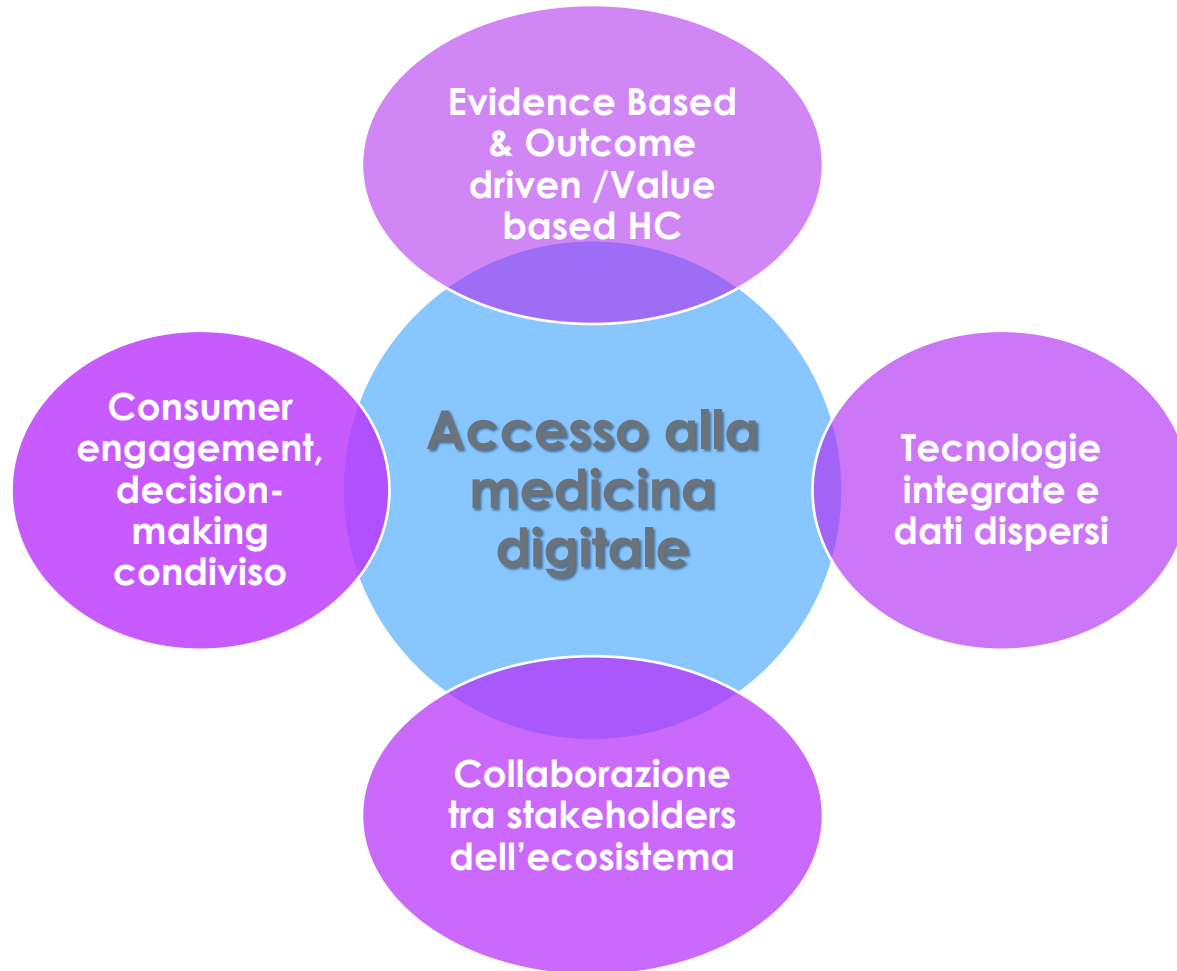 Evidence Based
& Outcome
driven /Value
based HC
Consumer
engagement,
decision-
making
condiviso
Accesso alla
medicina
digitale
Tecnologie
integrate e
dati dispersi
Collaborazione
tra stakeholders
dell’ecosistema